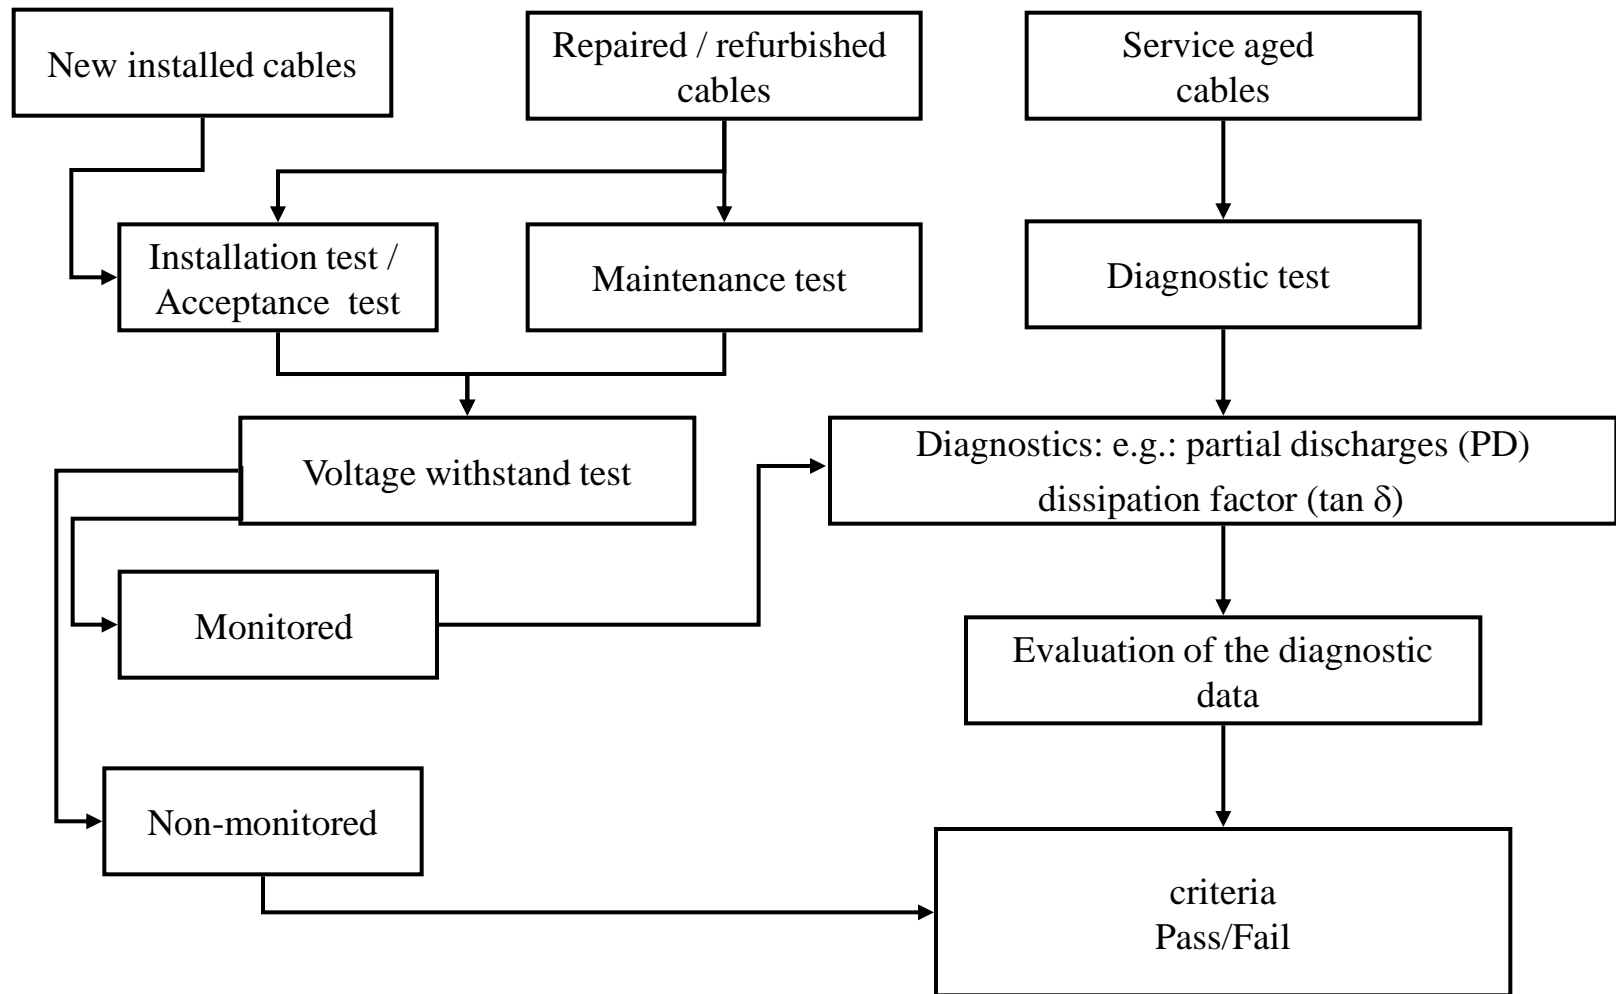 New installed cables
Repaired / refurbished
cables
Service aged
cables
Installation test /
Acceptance test
Maintenance test
Diagnostic test
Voltage withstand test
Diagnostics: e.g.: partial discharges (PD)
dissipation factor (tan δ)
Monitored
Evaluation of the diagnostic
data
Non-monitored
criteria
Pass/Fail